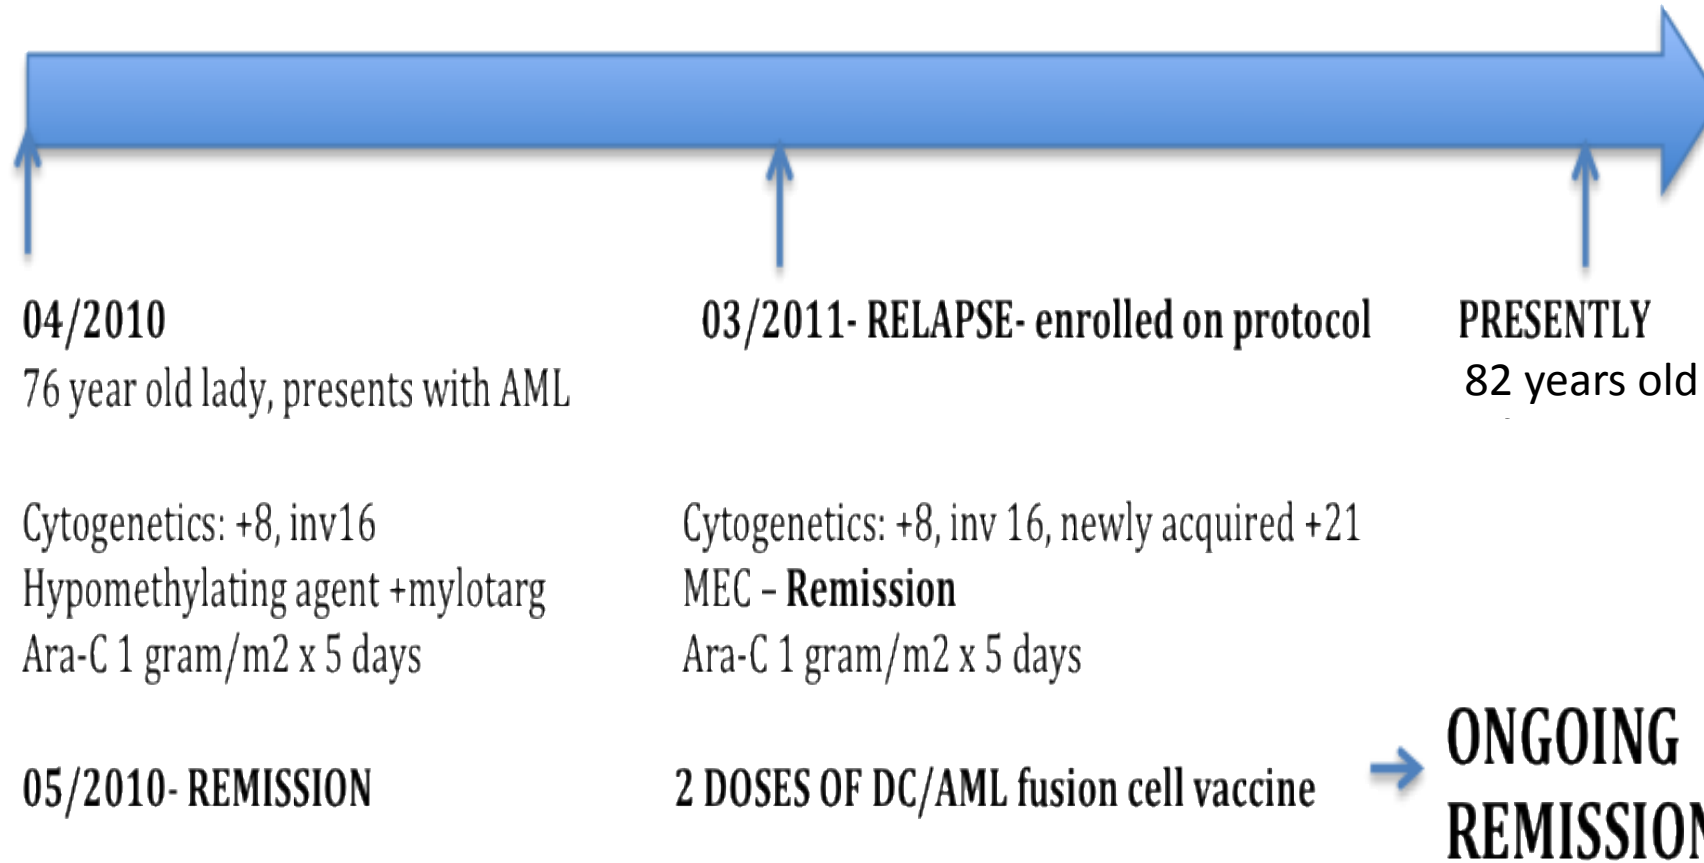 04/2010
76 year old lady, presents with AML
Cytogenetics: +8, inv16
Hypomethylating agent +mylotarg
Ara-C 1 gram/m2 x 5 days
05/2010- REMISSION
03/2011- RELAPSE- enrolled on protocol
Cytogenetics: +8, inv 16, newly acquired +21
MEC – Remission
Ara-C 1 gram/m2 x 5 days
2 DOSES OF DC/AML fusion cell vaccine
PRESENTLY
82 years old
ONGOING
REMISSION